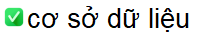 ✅cơ sở dữ liệu